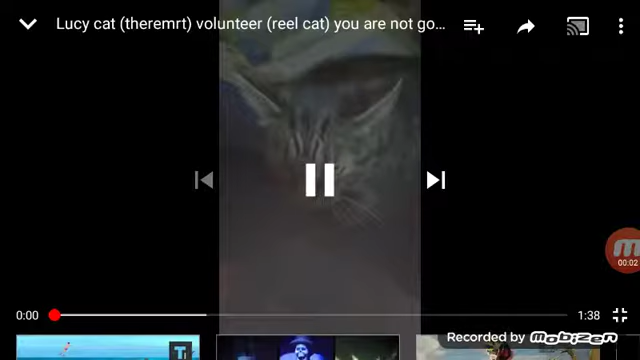 Lucy cat (theremrt) volunteer (reel cat) you are not go...
00:02
0:00
1:38
Recorded by mobizen